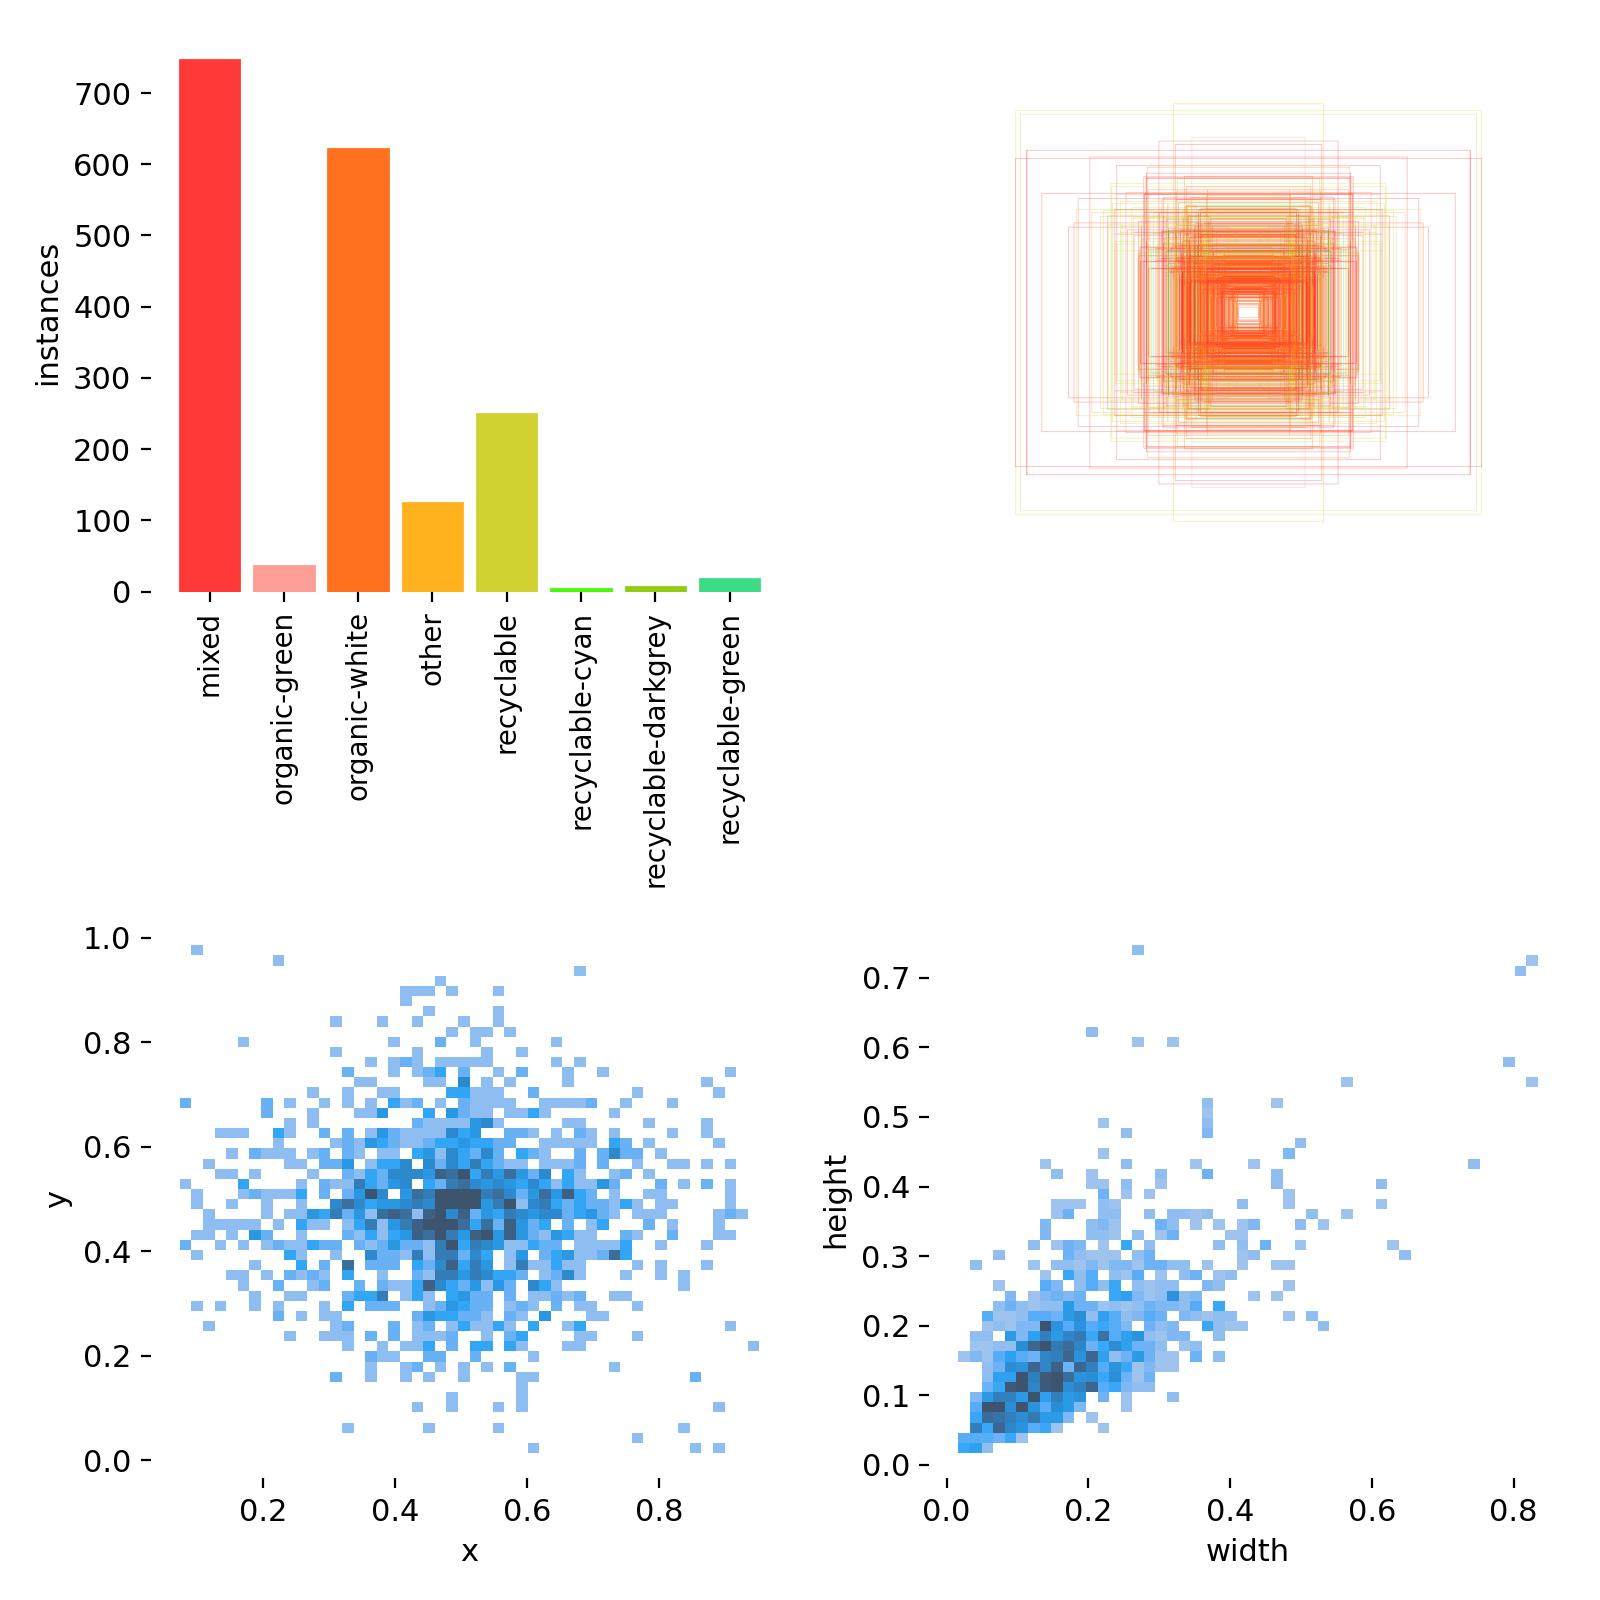 700
600
500
400
300
200
100
0
instances
mixed
organic-green
organic-white
other
recyclable
recyclable-cyan
recyclable-darkgrey
recyclable-green
1.0
0.8
0.6
0.4
0.2
0.0
y
0.2 0.4 0.6 0.8
x
0.7
0.6
0.5
0.4
0.3
0.2
0.1
0.0
height
0.0 0.2 0.4 0.6 0.8
width